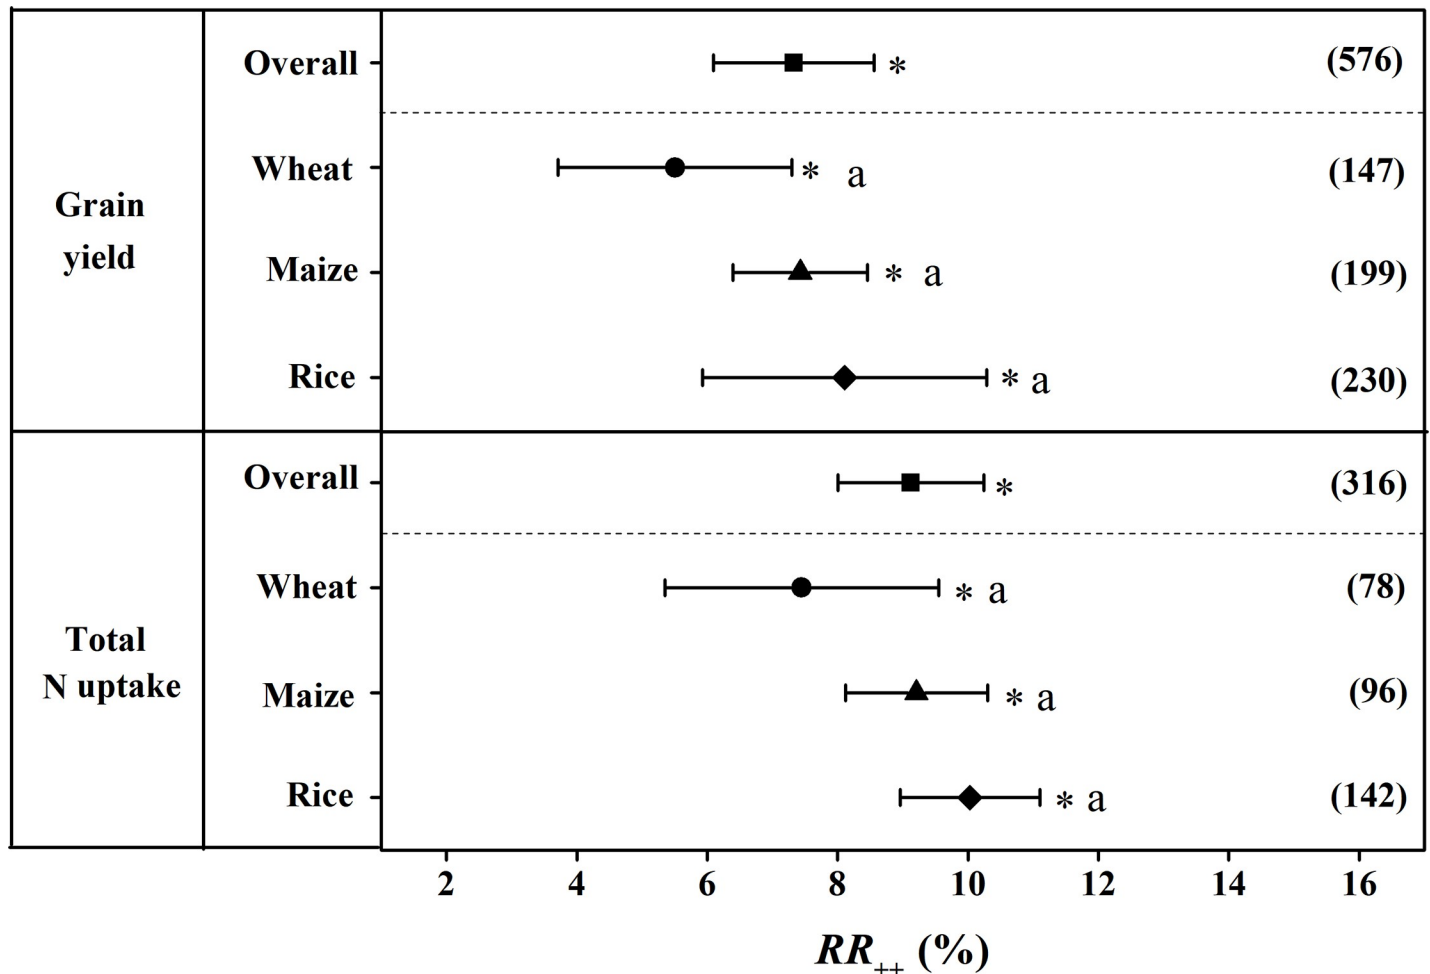 Grain
yield
Overall * (576)
Wheat * a (147)
Maize * a (199)
Rice * a (230)
Total
N uptake
Overall * (316)
Wheat * a (78)
Maize * a (96)
Rice * a (142)
2 4 6 8 10 12 14 16
RR++ (%)